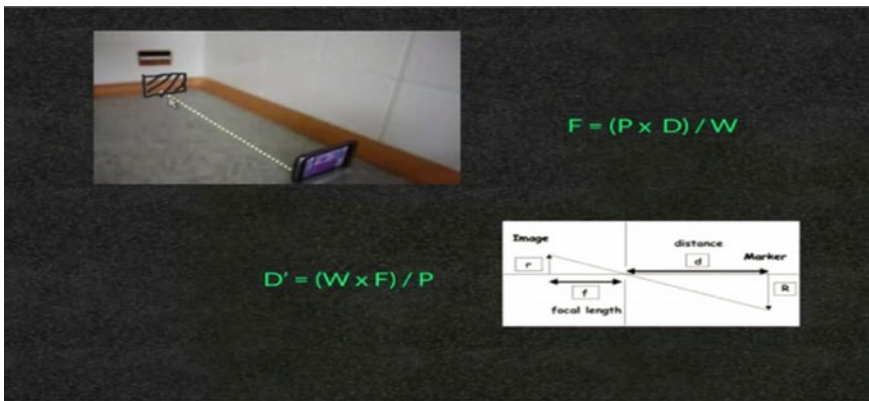 F = (P x D) / W
D' = (W x F) / P
Image
distance
r
d
Marker
f
R
focal length